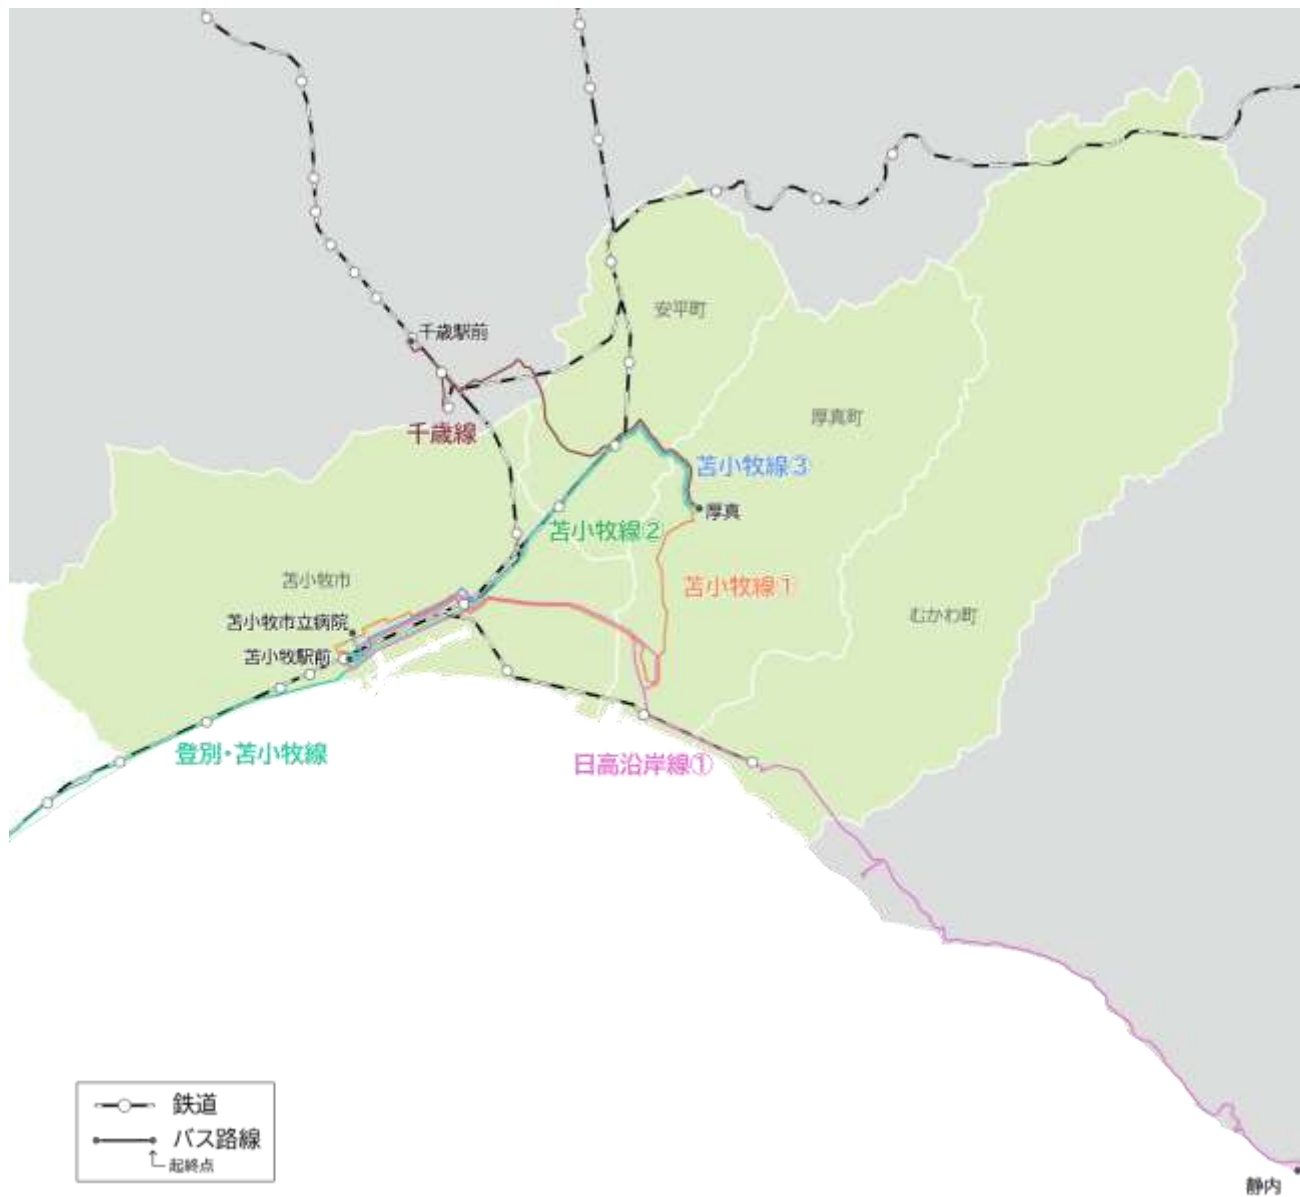 安平町
千歳駅前
厚真町
千歳線
苫小牧線③
厚真
苫小牧線②
苫小牧市
苫小牧線①
むかわ町
苫小牧市立病院
苫小牧駅前
登別・苫小牧線
日高沿岸線①
鉄道
バス路線
起終点
静内